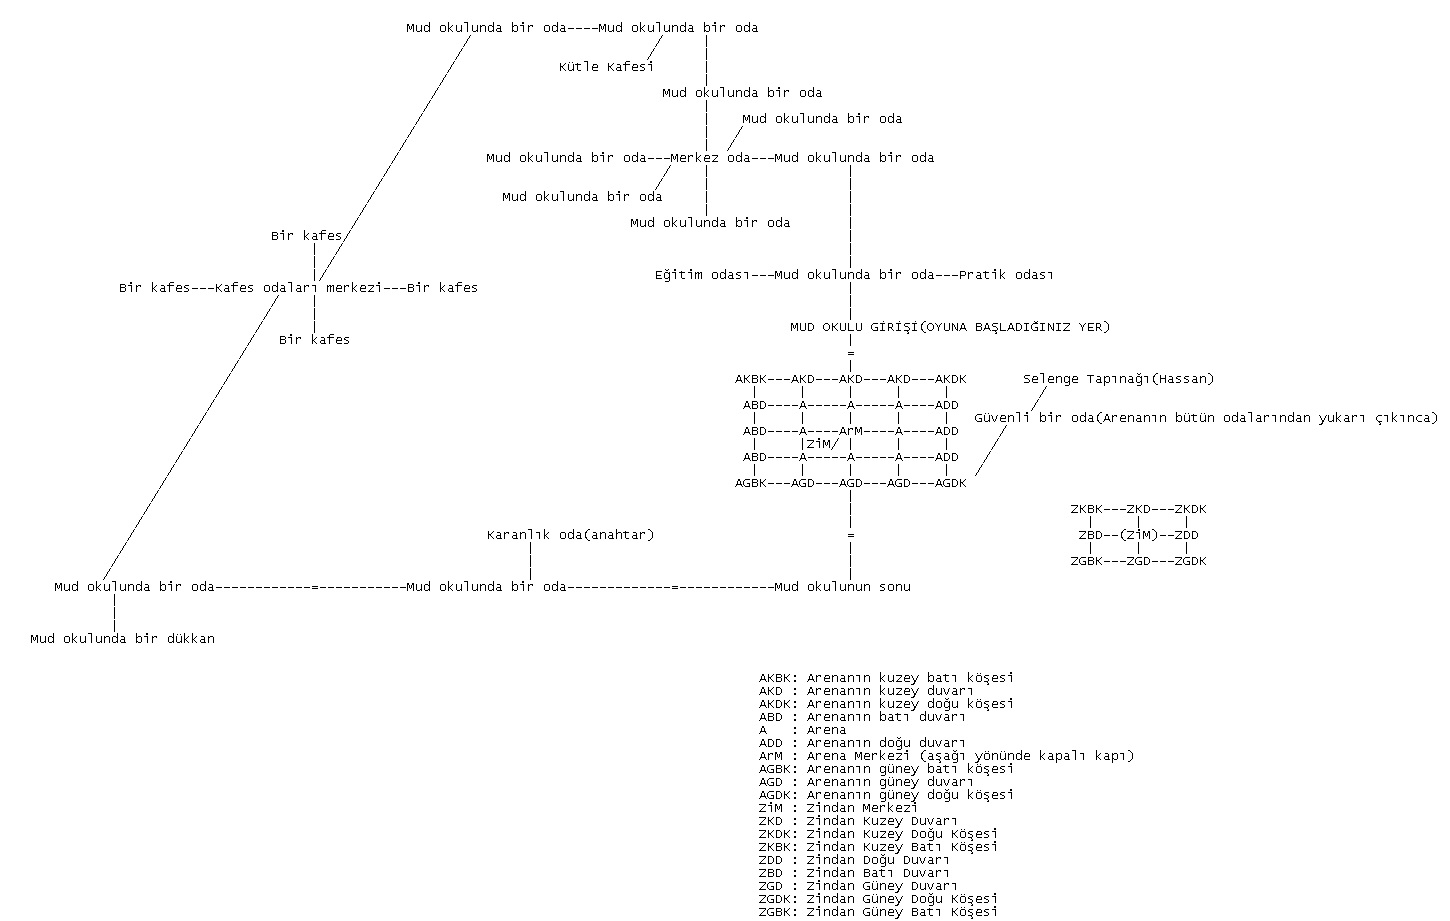 Mud okulunda bir oda----Mud okulunda bir oda
Kütle Kafesi
Mud okulunda bir oda
Mud okulunda bir oda
Mud okulunda bir oda---Merkez oda---Mud okulunda bir oda
Mud okulunda bir oda
Mud okulunda bir oda
Bir kafes
Eğitim odası---Mud okulunda bir oda---Pratik odası
Bir kafes---Kafes odaları merkezi---Bir kafes
MUD OKULU GİRİŞİ(OYUNA BAŞLADIĞINIZ YER)
Bir kafes
=
AKBK---AKD---AKD---AKD---AKDK Selenge Tapınağı(Hassan)
ABD----A-----A-----A----ADD
Güvenli bir oda(Arenanın bütün odalarından yukarı çıkınca)
ABD----A----ArM----A----ADD
ZiM/
ABD----A-----A-----A----ADD
AGBK---AGD---AGD---AGD---AGDK
ZKBK---ZKD---ZKDK
Karanlık oda(anahtar) = ZBD--(ZiM)--ZDD
ZGBK---ZGD---ZGDK
Mud okulunda bir oda------------=-----------Mud okulunda bir oda-------------=------------Mud okulunun sonu
Mud okulunda bir dükkan
AKBK: Arenanın kuzey batı köşesi
AKD : Arenanın kuzey duvarı
AKDK: Arenanın kuzey doğu köşesi
ABD : Arenanın batı duvarı
A : Arena
ADD : Arenanın doğu duvarı
ArM : Arena Merkezi (aşağı yönünde kapalı kapı)
AGBK: Arenanın güney batı köşesi
AGD : Arenanın güney duvarı
AGDK: Arenanın güney doğu köşesi
ZiM : Zindan Merkezi
ZKD : Zindan Kuzey Duvarı
ZKDK: Zindan Kuzey Doğu Köşesi
ZKBK: Zindan Kuzey Batı Köşesi
ZDD : Zindan Doğu Duvarı
ZBD : Zindan Batı Duvarı
ZGD : Zindan Güney Duvarı
ZGDK: Zindan Güney Doğu Köşesi
ZGBK: Zindan Güney Batı Köşesi